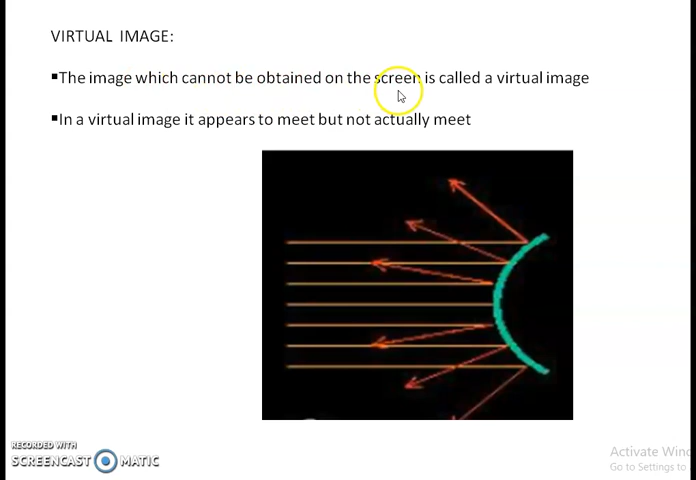 VIRTUAL IMAGE:
▪The image which cannot be obtained on the screen is called a virtual image
▪In a virtual image it appears to meet but not actually meet
RECORDED WITH
SCREENCAST MATIC
Activate Wind
Go to Settings to